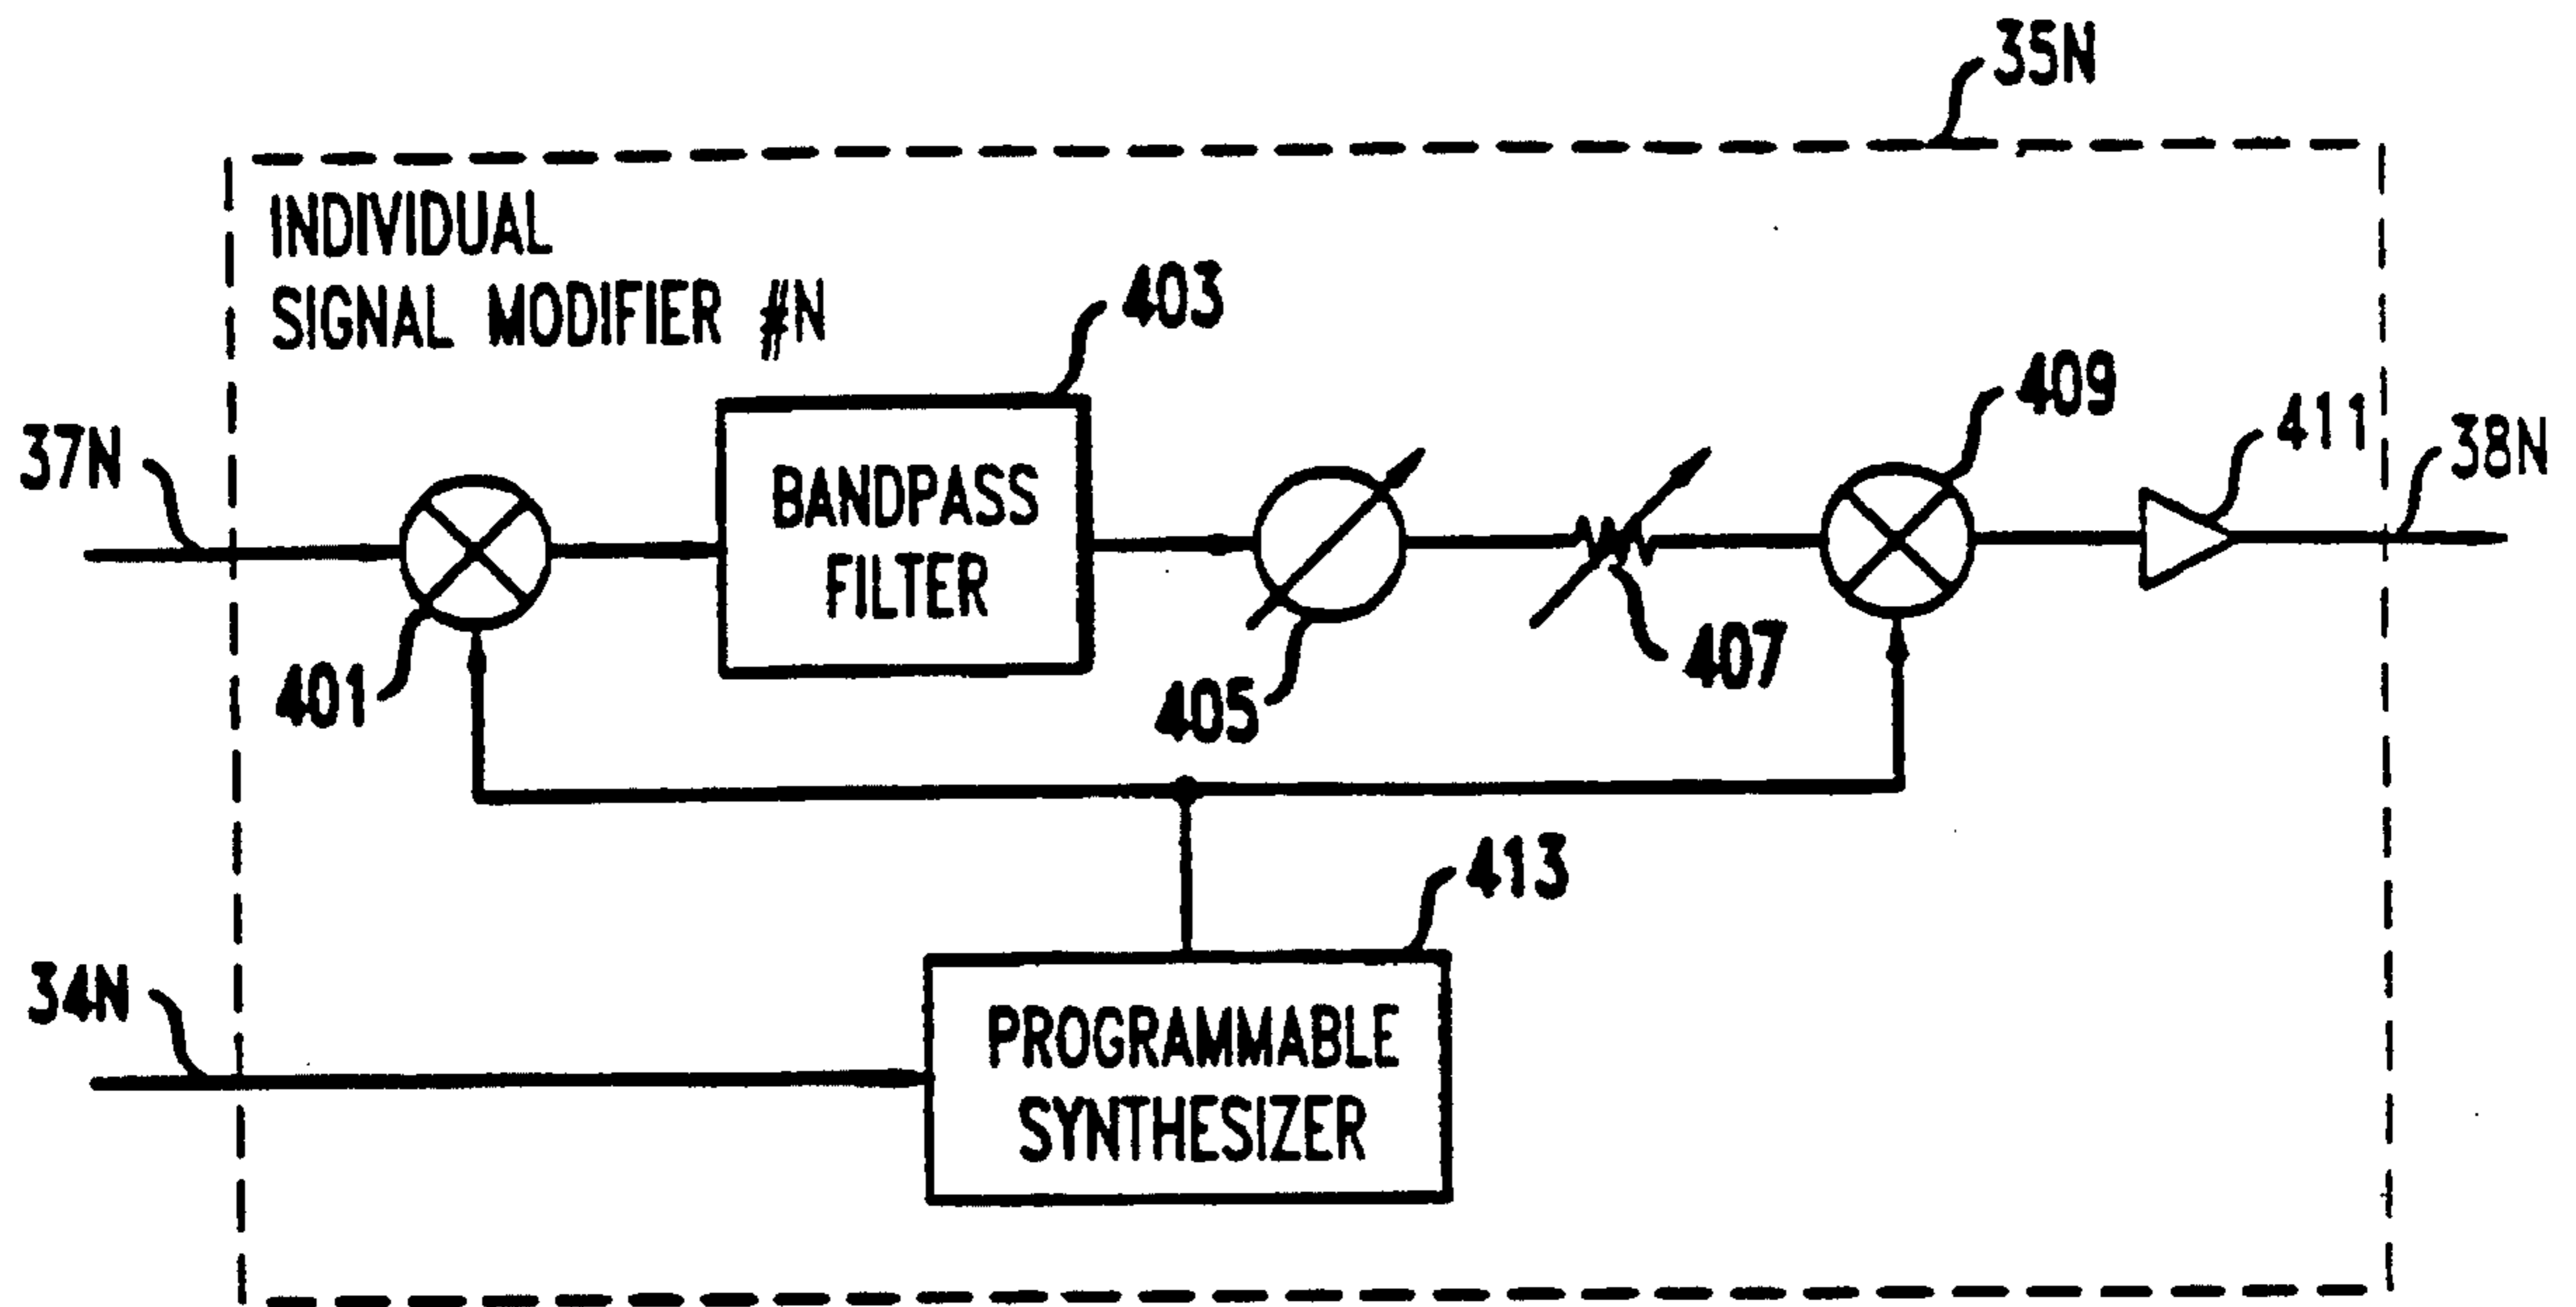 35N
INDIVIDUAL
SIGNAL MODIFIER #N
403
409
411
37N
38N
BANDPASS
FILTER
401
405
407
413
34N
PROGRAMMABLE
SYNTHESIZER